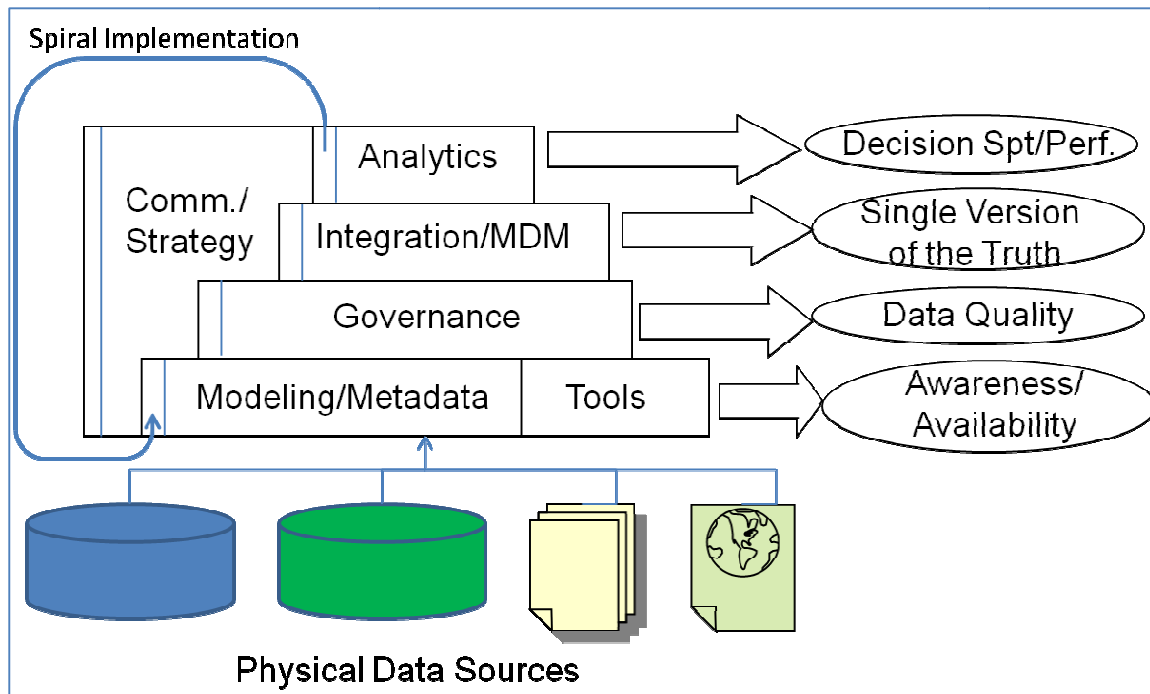 Spiral Implementation
Analytics
Decision Spt/Perf.
Comm./
Strategy
Integration/MDM
Single Version
of the Truth
Governance
Data Quality
Modeling/Metadata
Tools
Awareness/
Availability
Physical Data Sources